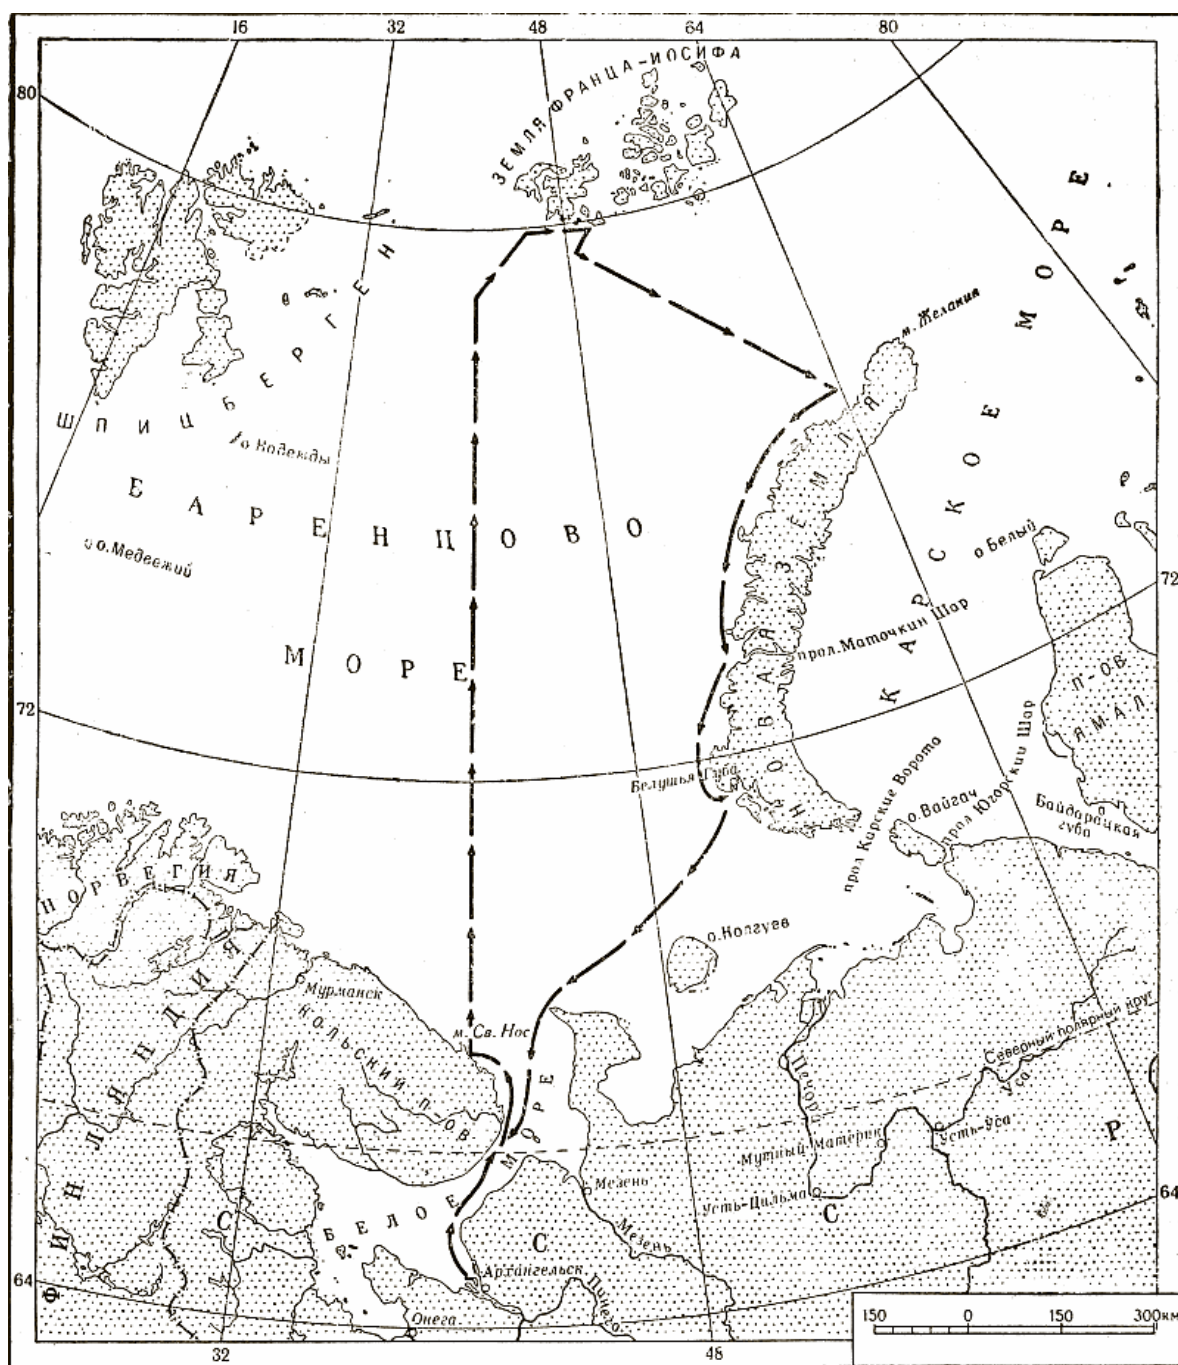 16 32 48 64 80
80
ЗЕМЛЯ ФРАНЦА-ИОСИФА
м. Желания
ШПИЦБЕРГЕН
о. Надежды
БАРЕНЦОВО
МОРЕ
о. Медвежий
КАРСКОЕ МОРЕ
НОВАЯ ЗЕМЛЯ
о Белый
72
прол. Маточкин Шар
П-ОВ
ЯМАЛ
72
Белушья Губа
прол Карские Ворота
о. Вайгач
прол Югорский Шар
Байдарацкая
губа
НОРВЕГИЯ
о. Колгуев
Мурманск
м. Св. Нос
КОЛЬСКИЙ П-ОВ
ФИНЛЯНДИЯ
Северный полярный круг
Печора
Уса
Усть-Уса
Мутный Материк
Усть-Цильма
БЕЛОЕ МОРЕ
Мезень
Мезень
С С С Р
64
64
Архангельск
Пинега
Онега
150 0 150 300км
32 48